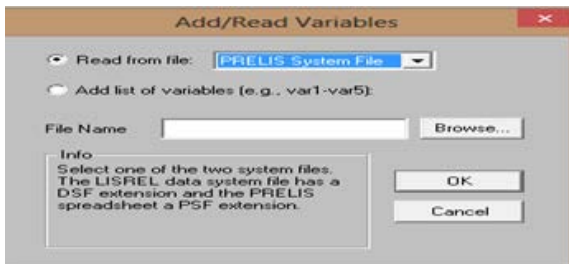 Add/Read Variables
Read from file: PRELIS System File
Add list of variables (e.g., var1-var5):
File Name Browse...
Info
Select one of the two system files.
The LISREL data system file has a
DSF extension and the PRELIS
spreadsheet a PSF extension.
OK
Cancel